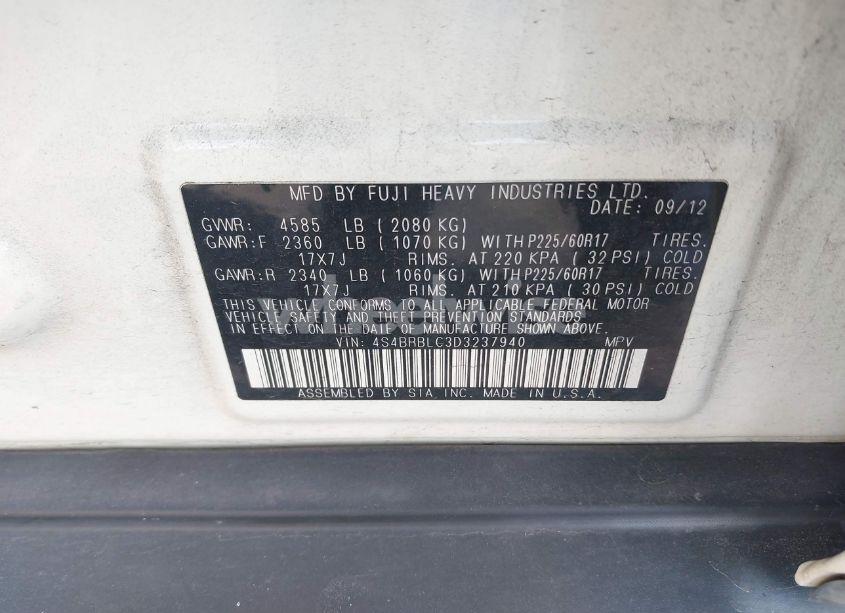 MFD BY FUJI HEAVY INDUSTRIES LTD.
DATE: 09/12
GVWR: 4585 LB ( 2080 KG)
GAWR:F 2360 LB ( 1070 KG) WITH P225/60R17 TIRES.
17X7J RIMS. AT 220 KPA ( 32 PSI) COLD
GAWR:R 2340 LB ( 1060 KG) WITH P225/60R17 TIRES.
17X7J RIMS. AT 210 KPA ( 30 PSI) COLD
THIS VEHICLE CONFORMS TO ALL APPLICABLE FEDERAL MOTOR
VEHICLE SAFETY AND THEFT PREVENTION STANDARDS
IN EFFECT ON THE DATE OF MANUFACTURE SHOWN ABOVE.
VIN: 4S4BRBLC3D3237940 MPV
ASSEMBLED BY SIA, INC. MADE IN U.S.A.